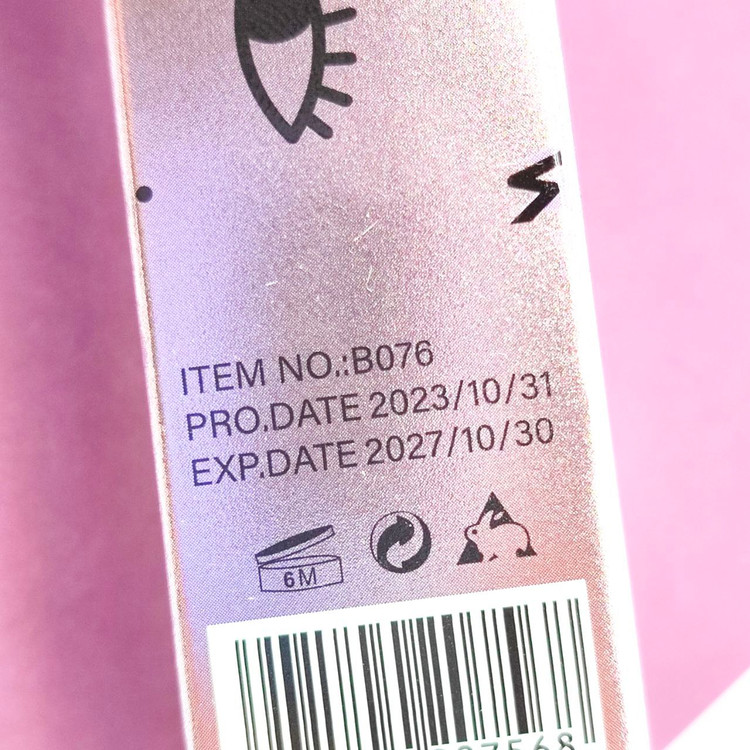 ITEM NO.:B076
PRO.DATE 2023/10/31
EXP.DATE 2027/10/30
6M